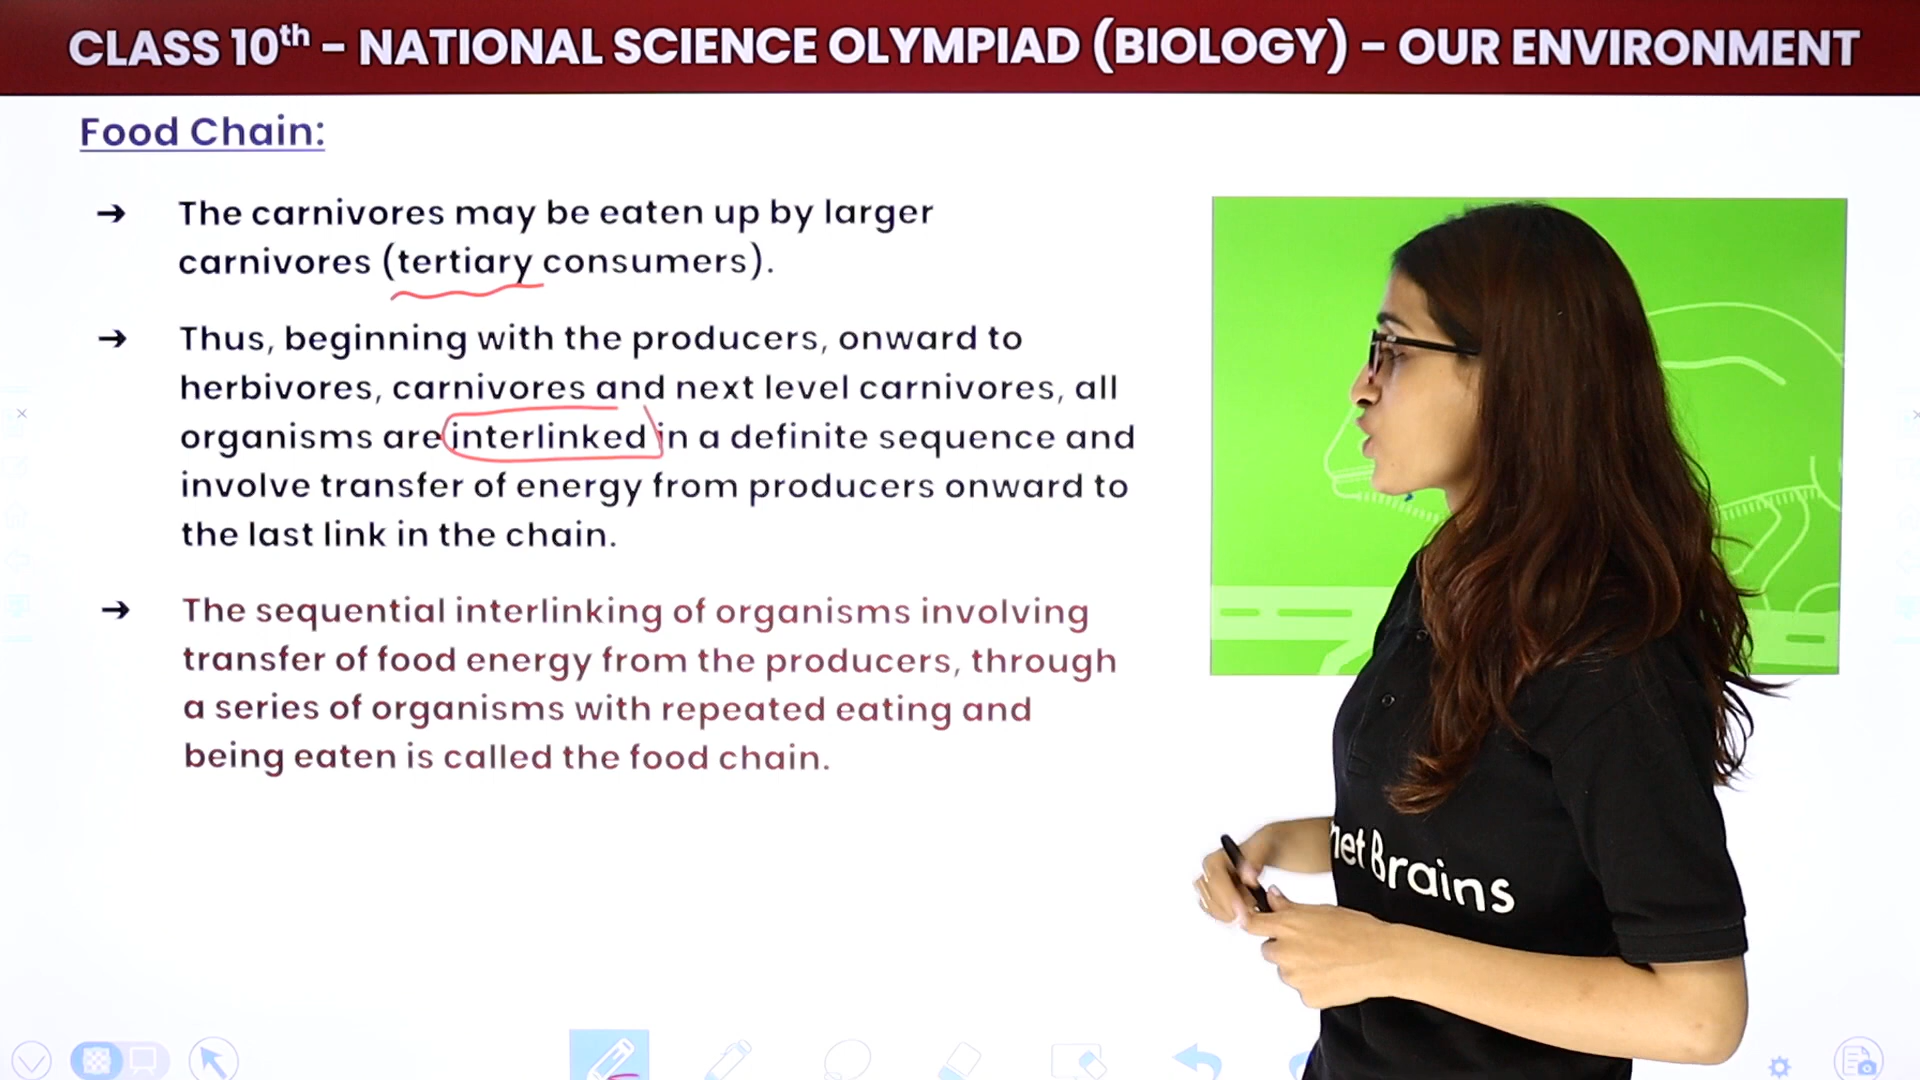 CLASS 10th - NATIONAL SCIENCE OLYMPIAD (BIOLOGY) - OUR ENVIRONMENT
Food Chain:
➔ The carnivores may be eaten up by larger
carnivores (tertiary consumers).
➔ Thus, beginning with the producers, onward to
herbivores, carnivores and next level carnivores, all
organisms are interlinked in a definite sequence and
involve transfer of energy from producers onward to
the last link in the chain.
➔ The sequential interlinking of organisms involving
transfer of food energy from the producers, through
a series of organisms with repeated eating and
being eaten is called the food chain.
net Brains